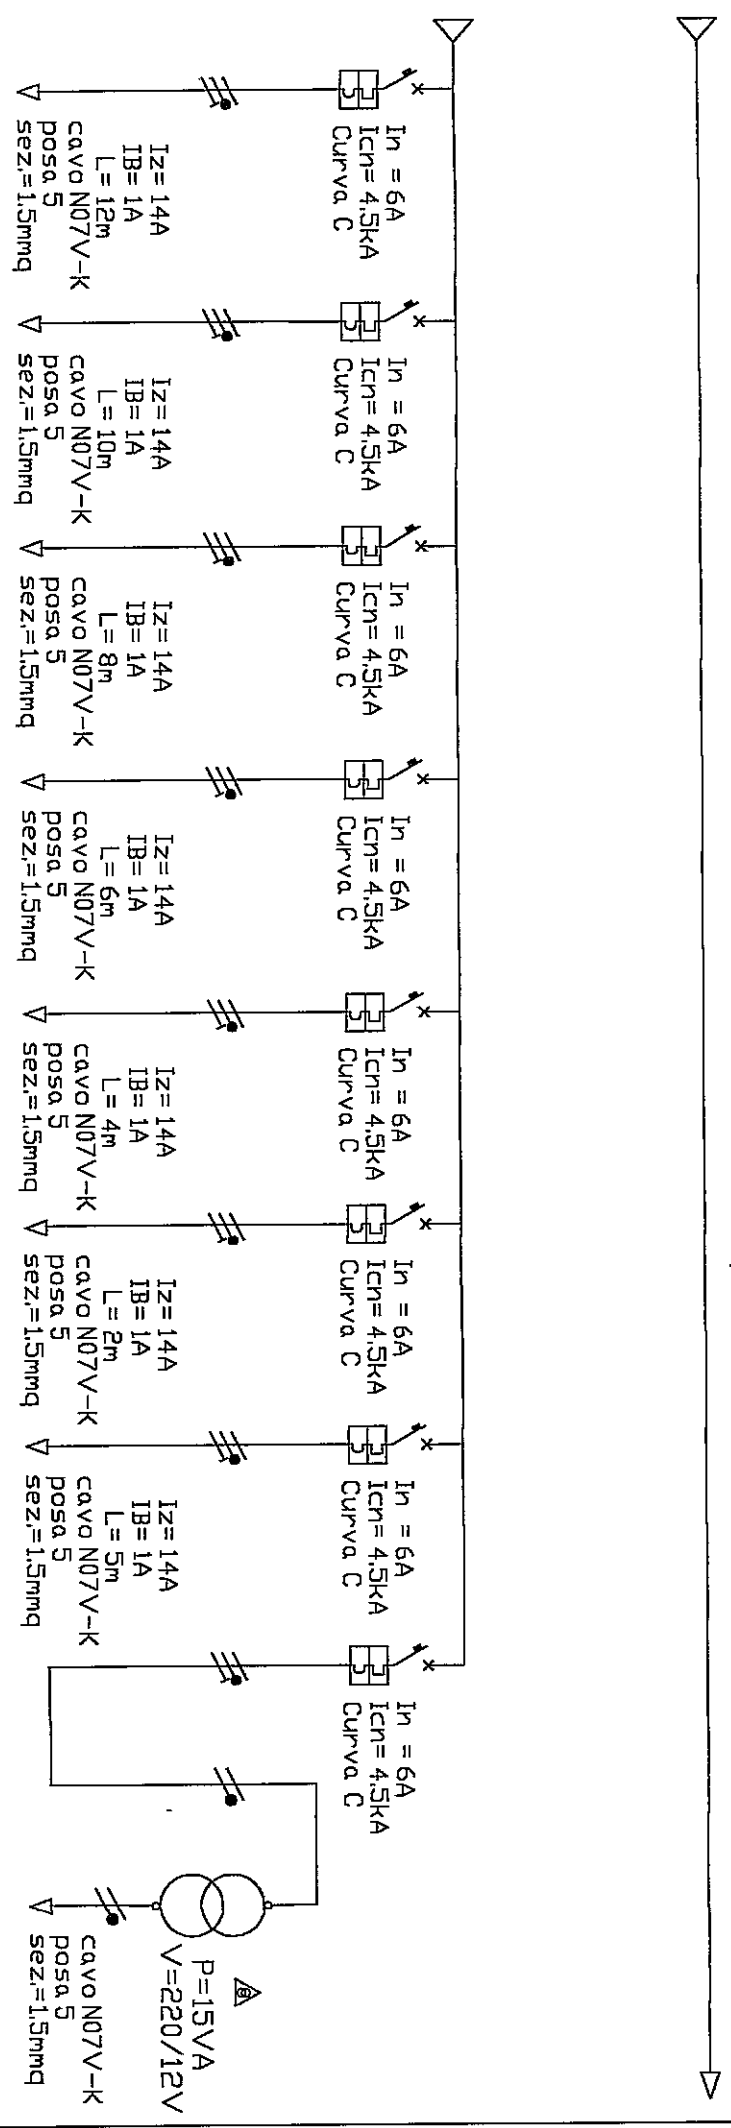 In = 6A
Icn= 4.5kA
Curva C
Iz= 14A
IB= 1A
L= 12m
cavo N07V-K
posa 5
sez.=1.5mmq
In = 6A
Icn= 4.5kA
Curva C
Iz= 14A
IB= 1A
L= 10m
cavo N07V-K
posa 5
sez.=1.5mmq
In = 6A
Icn= 4.5kA
Curva C
Iz= 14A
IB= 1A
L= 8m
cavo N07V-K
posa 5
sez.=1.5mmq
In = 6A
Icn= 4.5kA
Curva C
Iz= 14A
IB= 1A
L= 6m
cavo N07V-K
posa 5
sez.=1.5mmq
In = 6A
Icn= 4.5kA
Curva C
Iz= 14A
IB= 1A
L= 4m
cavo N07V-K
posa 5
sez.=1.5mmq
In = 6A
Icn= 4.5kA
Curva C
Iz= 14A
IB= 1A
L= 2m
cavo N07V-K
posa 5
sez.=1.5mmq
In = 6A
Icn= 4.5kA
Curva C
Iz= 14A
IB= 1A
L= 5m
cavo N07V-K
posa 5
sez.=1.5mmq
In = 6A
Icn= 4.5kA
Curva C
P=15VA
V=220/12V
cavo N07V-K
posa 5
sez.=1.5mmq